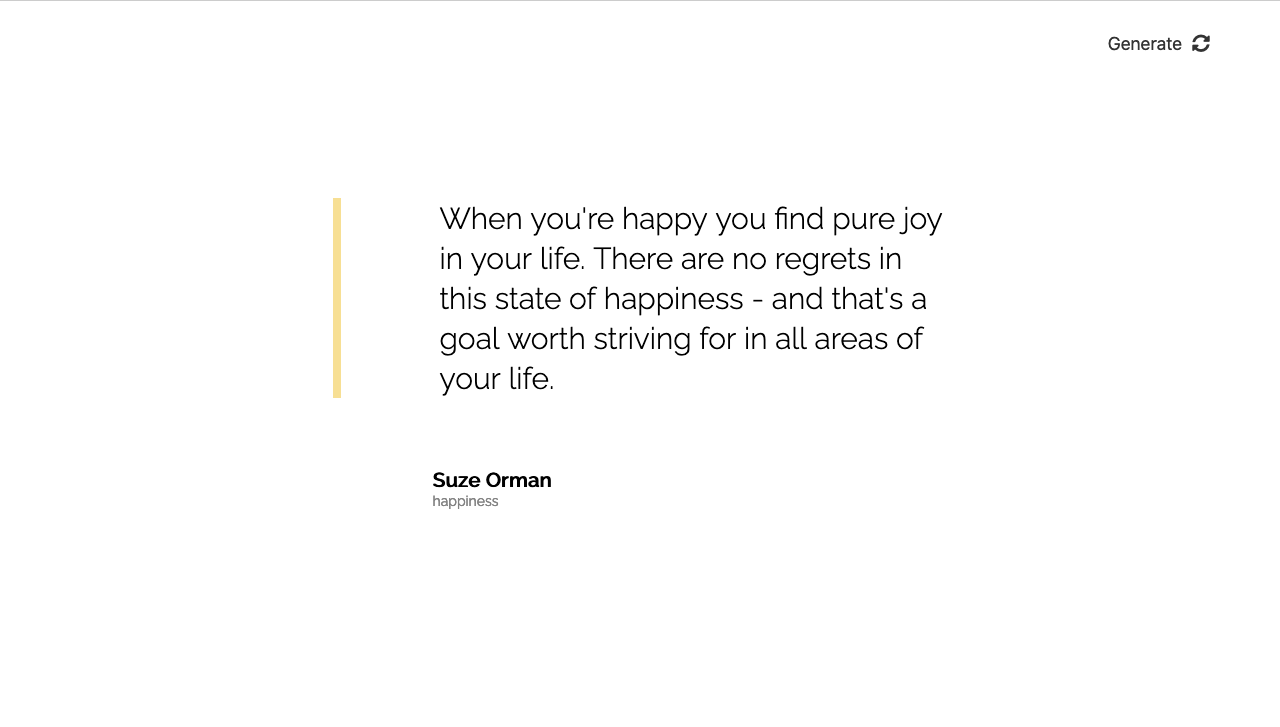 Generate
When you're happy you find pure joy
in your life. There are no regrets in
this state of happiness - and that's a
goal worth striving for in all areas of
your life.
Suze Orman
happiness